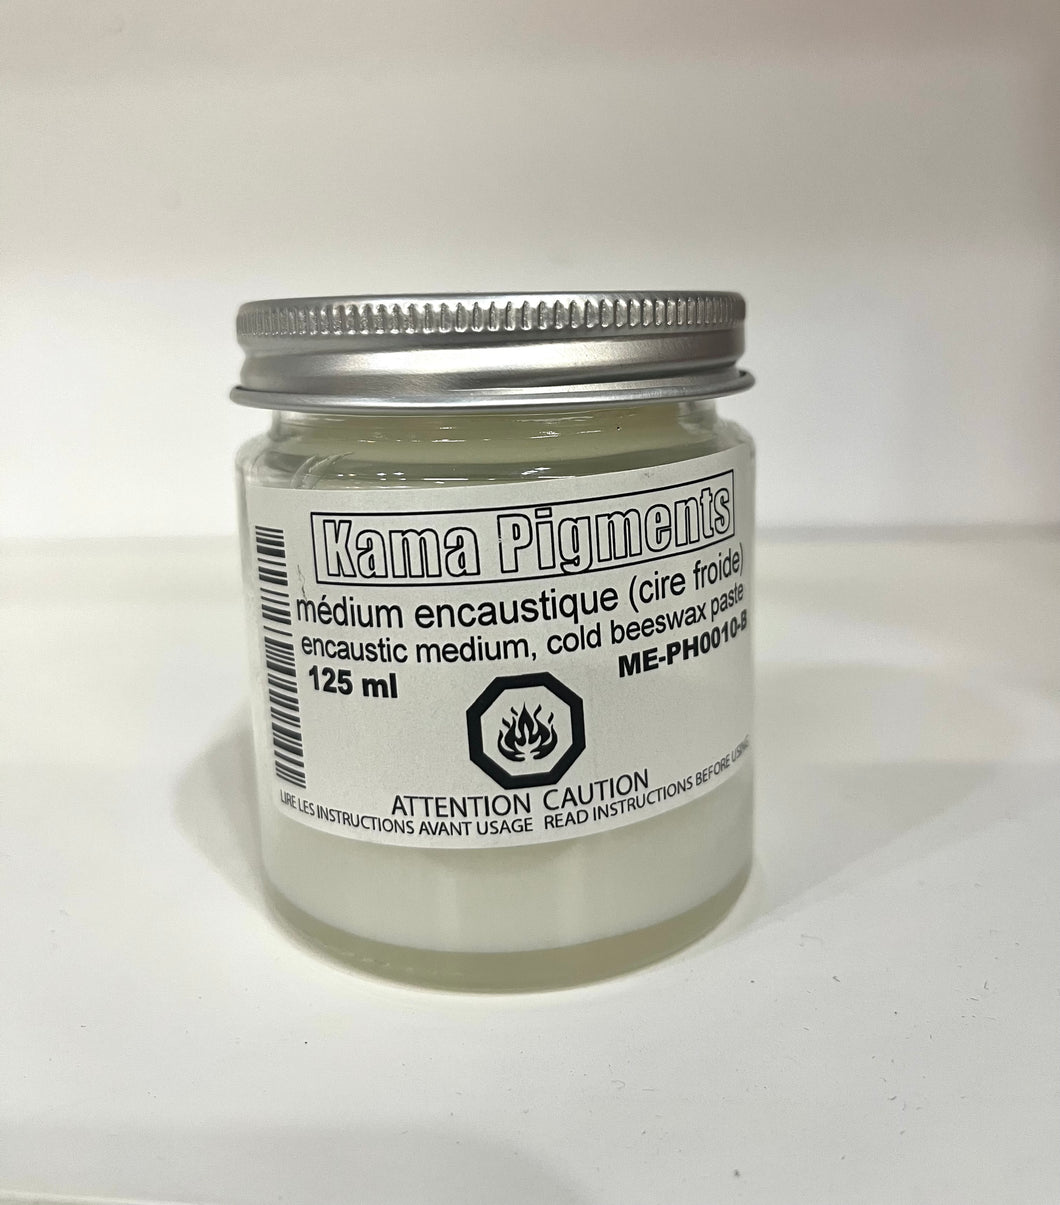 Kama Pigments
médium encaustique (cire froide)
encaustic medium, cold beeswax paste
125 ml
ME-PH0010-B
ATTENTION CAUTION
LIRE LES INSTRUCTIONS AVANT USAGE READ INSTRUCTIONS BEFORE USING